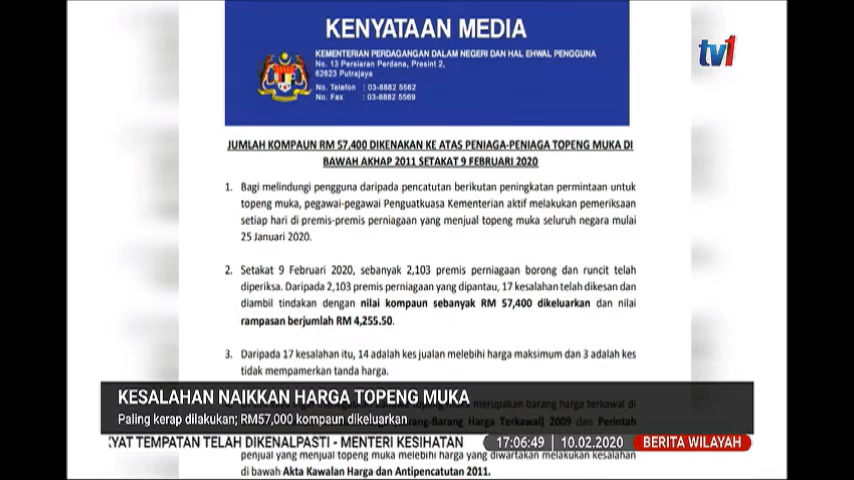 KENYATAAN MEDIA
KEMENTERIAN PERDAGANGAN DALAM NEGERI DAN HAL EHWAL PENGGUNA
No. 13 Persiaran Perdana, Presint 2,
62623 Putrajaya
No. Telefon : 03-8882 5562
No. Fax : 03-8882 5569
tv1
JUMLAH KOMPAUN RM 57,400 DIKENAKAN KE ATAS PENIAGA-PENIAGA TOPENG MUKA DI
BAWAH AKHAP 2011 SETAKAT 9 FEBRUARI 2020
1. Bagi melindungi pengguna daripada pencatutan berikutan peningkatan permintaan untuk
topeng muka, pegawai-pegawai Penguatkuasa Kementerian aktif melakukan pemeriksaan
setiap hari di premis-premis perniagaan yang menjual topeng muka seluruh negara mulai
25 Januari 2020.
2. Setakat 9 Februari 2020, sebanyak 2,103 premis perniagaan borong dan runcit telah
diperiksa. Daripada 2,103 premis perniagaan yang dipantau, 17 kesalahan telah dikesan dan
diambil tindakan dengan nilai kompaun sebanyak RM 57,400 dikeluarkan dan nilai
rampasan berjumlah RM 4,255.50.
3. Daripada 17 kesalahan itu, 14 adalah kes jualan melebihi harga maksimum dan 3 adalah kes
tidak mempamerkan tanda harga.
KESALAHAN NAIKKAN HARGA TOPENG MUKA
Paling kerap dilakukan; RM57,000 kompaun dikeluarkan
YAT TEMPATAN TELAH DIKENALPASTI - MENTERI KESIHATAN
17:06:49 10.02.2020 BERITA WILAYAH
penjual yang menjual topeng muka melebihi harga yang diwartakan melakukan kesalahan
di bawah Akta Kawalan Harga dan Antipencatutan 2011.